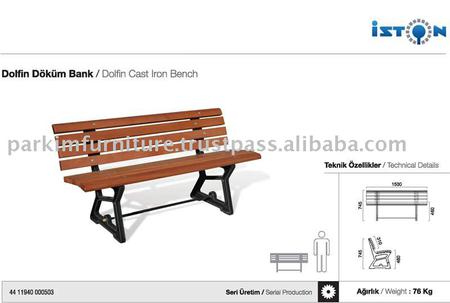 iSTON
Dolfin Döküm Bank / Dolfin Cast Iron Bench
parkimfurniture.trustpass.alibaba.com
Teknik Özellikler / Technical Details
1500
745
460
745
460
44 11940 000503
Seri Üretim / Serial Production
Ağırlık / Weight : 76 Kg